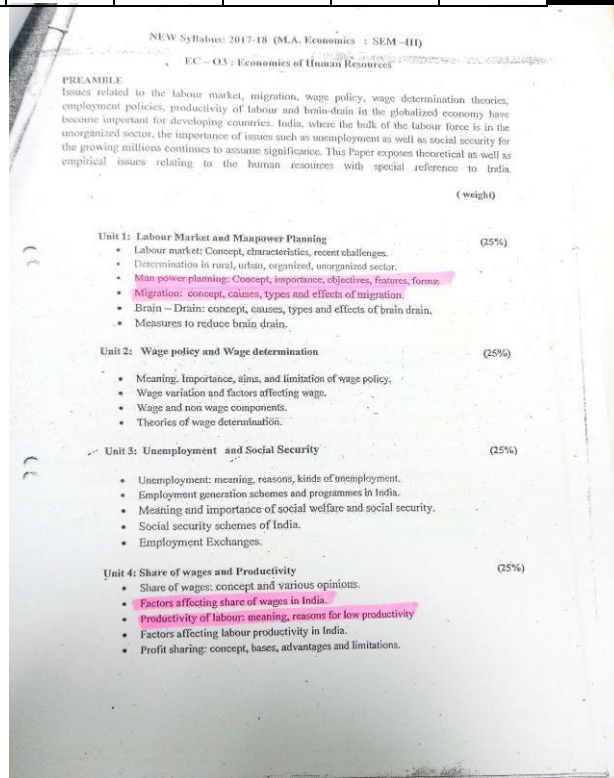 NEW Syllabus: 2017-18 (M.A. Economics : SEM -III)
EC - O3 : Economics of Human Resources
PREAMBLE
Issues related to the labour market, migration, wage policy, wage determination theories,
employment policies, productivity of labour and brain-drain in the globalized economy have
become important for developing countries. India, where the bulk of the labour force is in the
unorganized sector, the importance of issues such as unemployment as well as social security for
the growing millions continues to assume significance. This Paper exposes theoretical as well as
empirical issues relating to the human resources with special reference to India.
( weight)
Unit 1: Labour Market and Manpower Planning (25%)
• Labour market: Concept, characteristics, recent challenges.
• Determination in rural, urban, organized, unorganized sector.
• Man power planning: Concept, importance, objectives, features, forms.
• Migration: concept, causes, types and effects of migration.
• Brain – Drain: concept, causes, types and effects of brain drain.
• Measures to reduce brain drain.
Unit 2: Wage policy and Wage determination (25%)
• Meaning. Importance, aims, and limitation of wage policy.
• Wage variation and factors affecting wage.
• Wage and non wage components.
• Theories of wage determination.
Unit 3: Unemployment and Social Security (25%)
• Unemployment: meaning, reasons, kinds of unemployment.
• Employment generation schemes and programmes in India.
• Meaning and importance of social welfare and social security.
• Social security schemes of India.
• Employment Exchanges.
Unit 4: Share of wages and Productivity (25%)
• Share of wages: concept and various opinions.
• Factors affecting share of wages in India.
• Productivity of labour: meaning, reasons for low productivity
• Factors affecting labour productivity in India.
• Profit sharing: concept, bases, advantages and limitations.